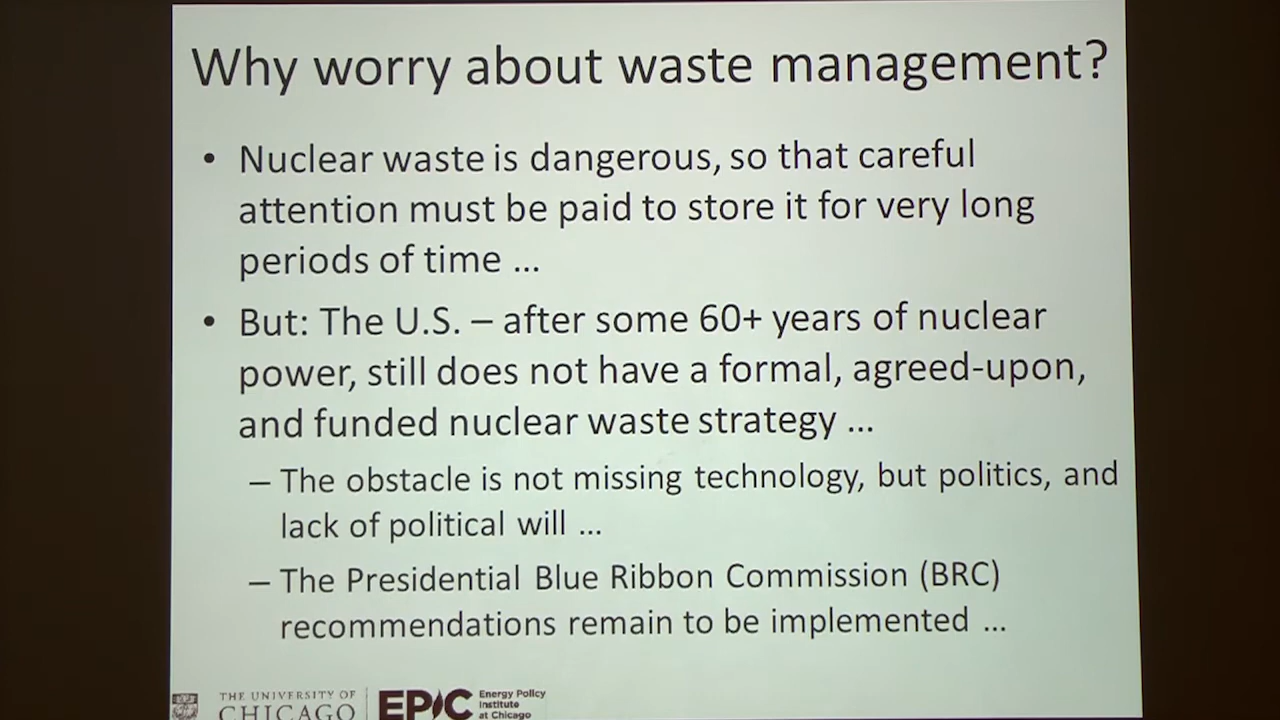 Why worry about waste management?
• Nuclear waste is dangerous, so that careful
attention must be paid to store it for very long
periods of time ...
• But: The U.S. – after some 60+ years of nuclear
power, still does not have a formal, agreed-upon,
and funded nuclear waste strategy ...
– The obstacle is not missing technology, but politics, and
lack of political will ...
– The Presidential Blue Ribbon Commission (BRC)
recommendations remain to be implemented ...
THE UNIVERSITY OF
CHICAGO
EPIC
Energy Policy
Institute
at Chicago